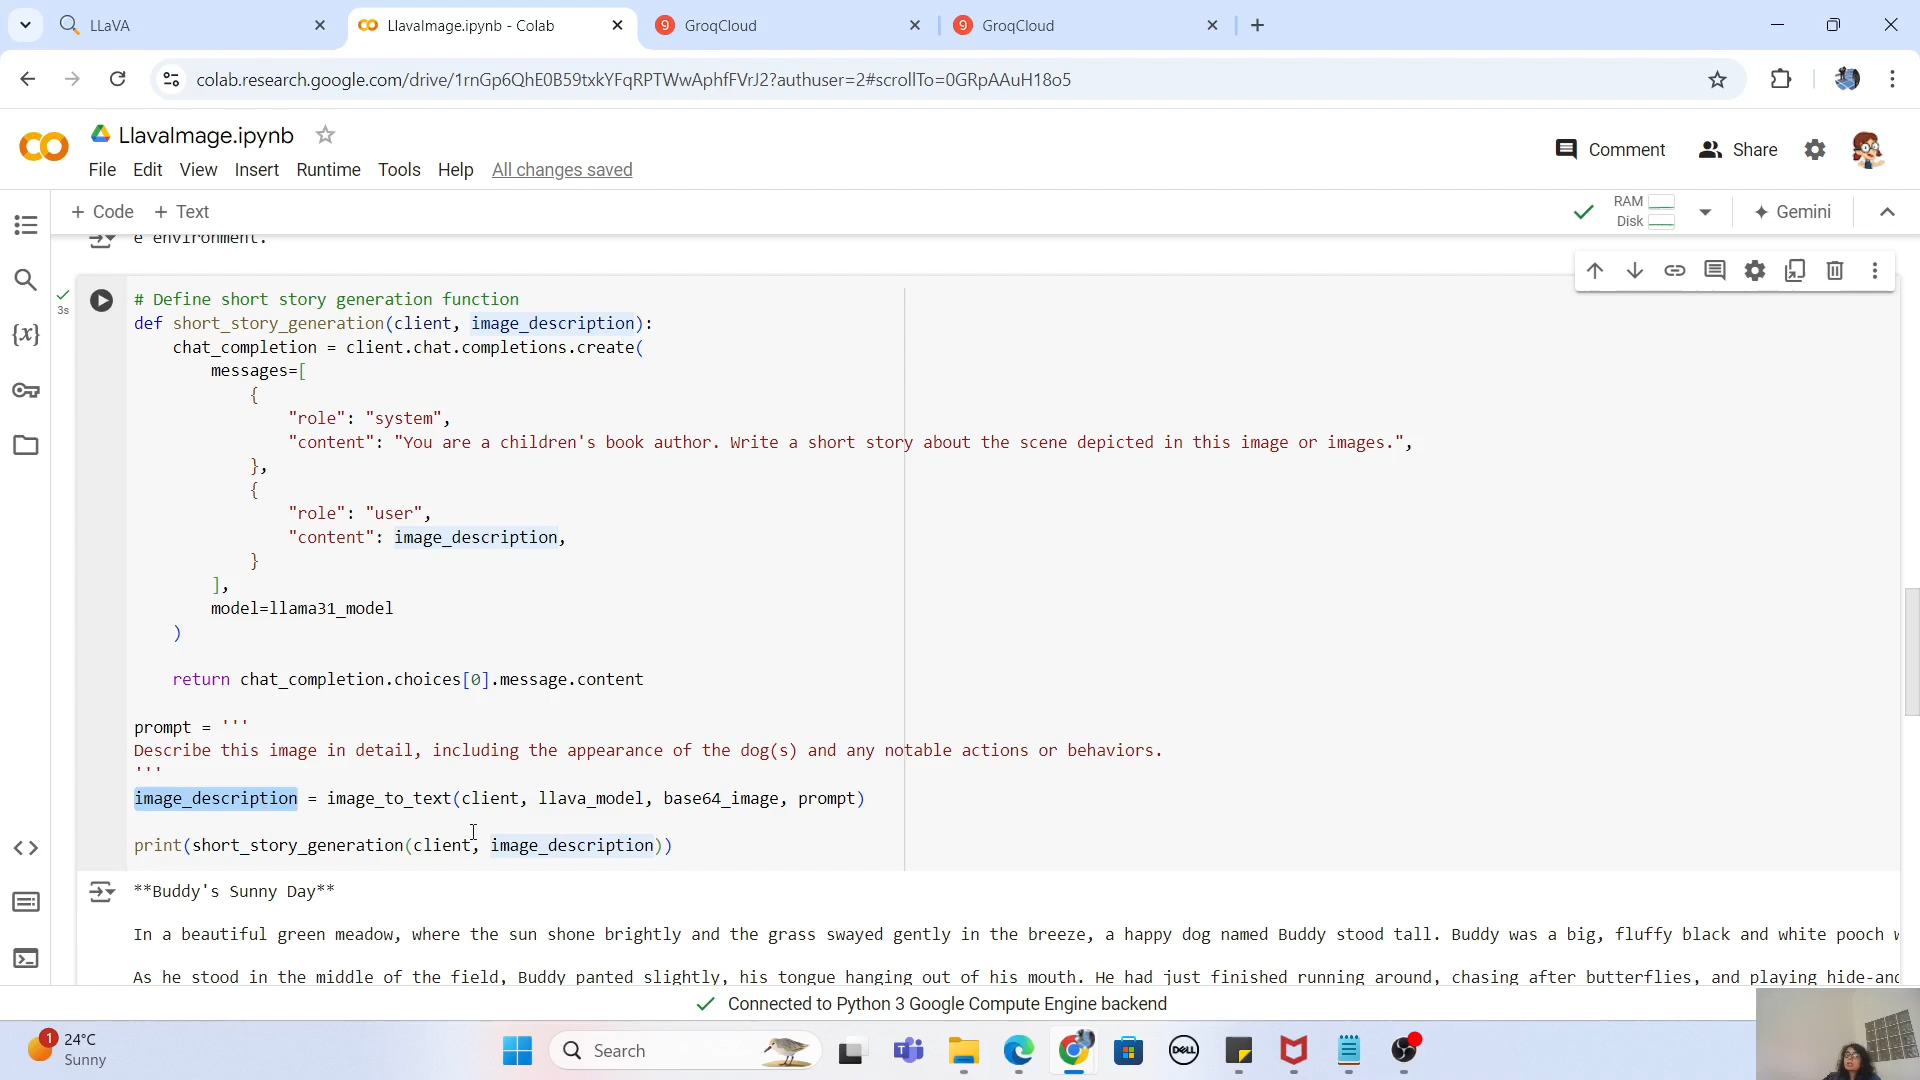 LLaVA
LlavaImage.ipynb - Colab
GroqCloud
GroqCloud
colab.research.google.com/drive/1rnGp6QhE0B59txkYFqRPTWwAphfFVrJ2?authuser=2#scrollTo=0GRpAAuH18o5
LlavaImage.ipynb
Comment
Share
File Edit View Insert Runtime Tools Help All changes saved
+ Code + Text
RAM
Disk
Gemini
e environment.
3s
# Define short story generation function
def short_story_generation(client, image_description):
chat_completion = client.chat.completions.create(
messages=[
{
"role": "system",
"content": "You are a children's book author. Write a short story about the scene depicted in this image or images.",
},
{
"role": "user",
"content": image_description,
}
],
model=llama31_model
)
return chat_completion.choices[0].message.content
prompt = '''
Describe this image in detail, including the appearance of the dog(s) and any notable actions or behaviors.
'''
image_description = image_to_text(client, llava_model, base64_image, prompt)
print(short_story_generation(client, image_description))
**Buddy's Sunny Day**
In a beautiful green meadow, where the sun shone brightly and the grass swayed gently in the breeze, a happy dog named Buddy stood tall. Buddy was a big, fluffy black and white pooch
As he stood in the middle of the field, Buddy panted slightly, his tongue hanging out of his mouth. He had just finished running around, chasing after butterflies, and playing hide-and
Connected to Python 3 Google Compute Engine backend
1
24°C
Sunny
Search
DELL